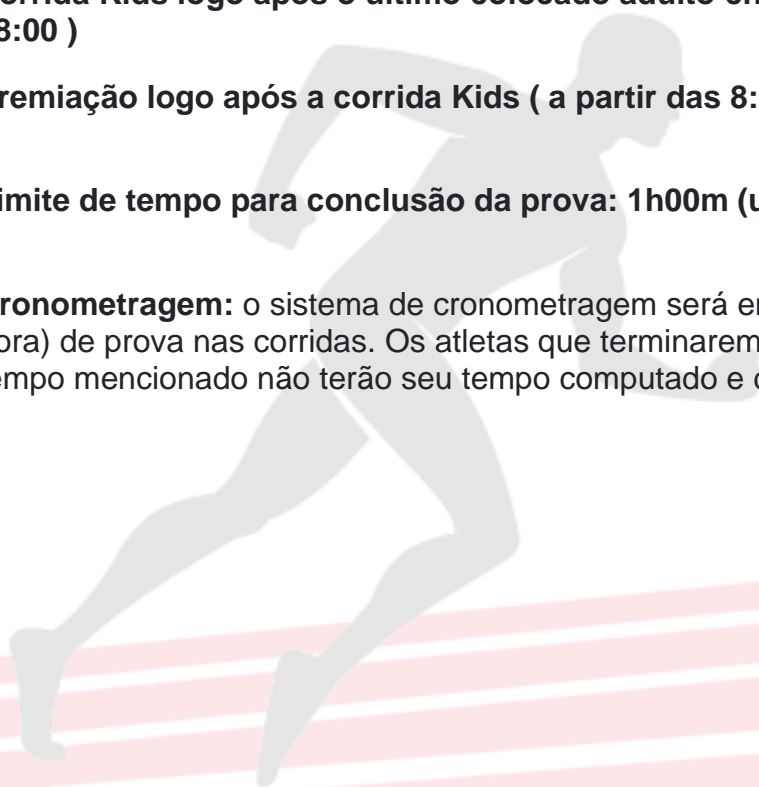 orrida Kids logo após o último colocado adulto
8:00 )
remiação logo após a corrida Kids ( a partir das 8:
imite de tempo para conclusão da prova: 1h00m (u
ronometragem: o sistema de cronometragem será
ora) de prova nas corridas. Os atletas que terminarem
empo mencionado não terão seu tempo computado e